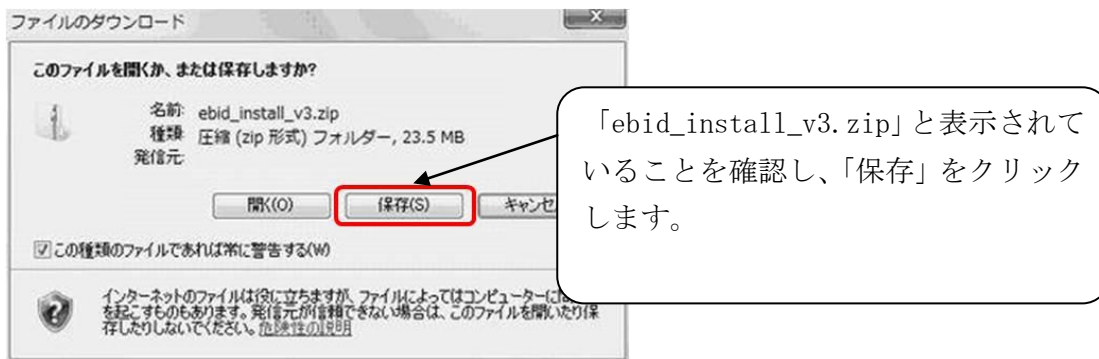 ファイルのダウンロード
このファイルを開くか、または保存しますか?
名前: ebid_install_v3.zip
種類: 圧縮 (zip 形式) フォルダー, 23.5 MB
発信元:
開く(O) 保存(S) キャンセ
この種類のファイルであれば常に警告する(W)
インターネットのファイルは役に立ちますが、ファイルによってはコンピューターに
を起こすものもあります。発信元が信頼できない場合は、このファイルを開いたり保
存したりしないでください。危険性の説明
「ebid_install_v3.zip」と表示されて
いることを確認し、「保存」をクリック
します。